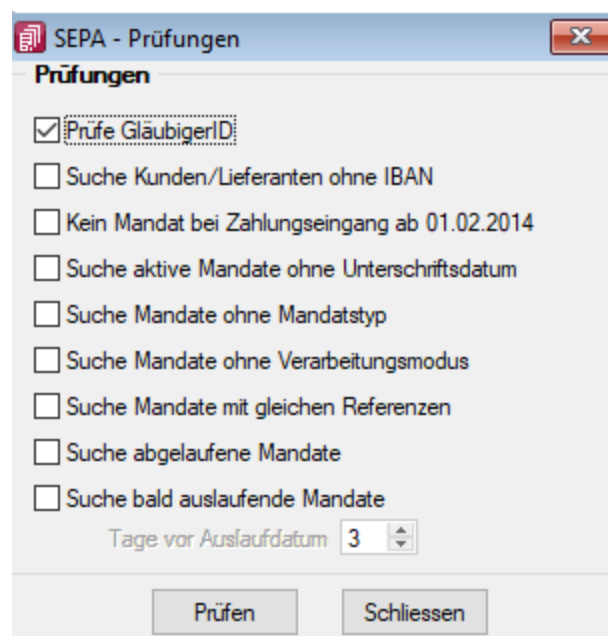 SEPA - Prüfungen
Prüfungen
Prüfe GläubigerID
Suche Kunden/Lieferanten ohne IBAN
Kein Mandat bei Zahlungseingang ab 01.02.2014
Suche aktive Mandate ohne Unterschriftsdatum
Suche Mandate ohne Mandatstyp
Suche Mandate ohne Verarbeitungsmodus
Suche Mandate mit gleichen Referenzen
Suche abgelaufene Mandate
Suche bald auslaufende Mandate
Tage vor Auslaufdatum 3
Prüfen Schliessen